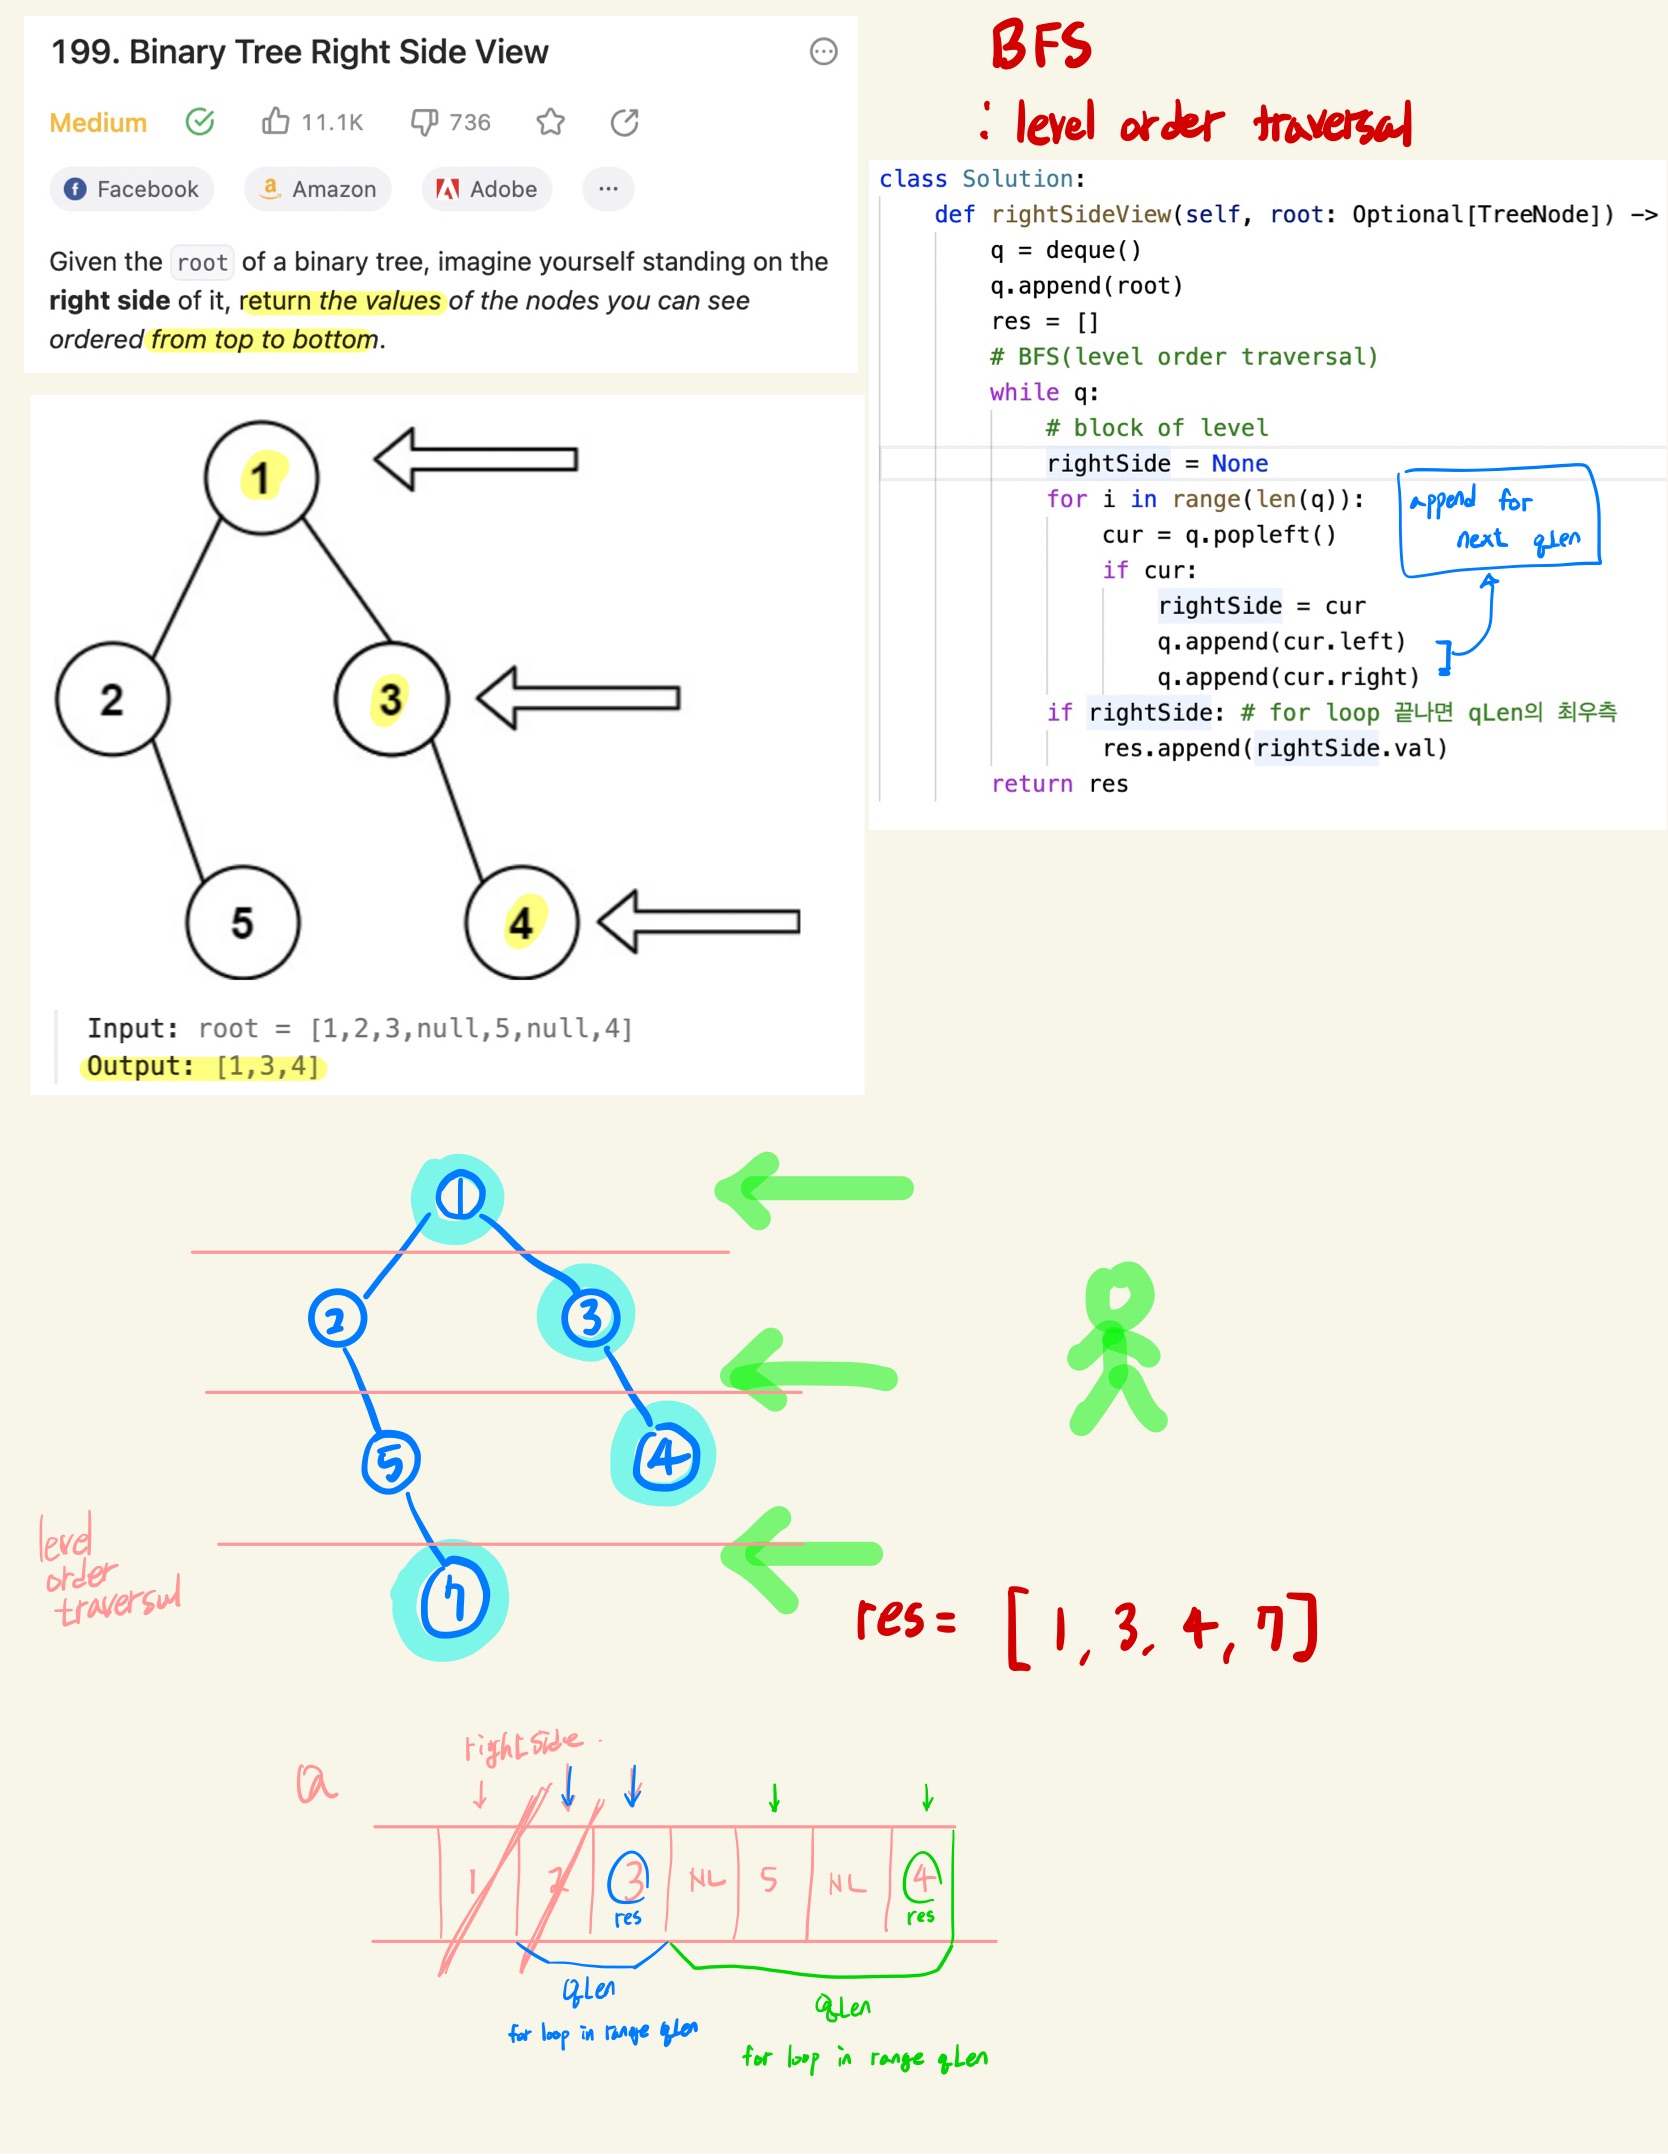 199. Binary Tree Right Side View
Medium 11.1K 736
Facebook Amazon Adobe ...
Given the root of a binary tree, imagine yourself standing on the
right side of it, return the values of the nodes you can see
ordered from top to bottom.
1
2 3
5 4
Input: root = [1,2,3,null,5,null,4]
Output: [1,3,4]
BFS
: level order traversal
class Solution:
def rightSideView(self, root: Optional[TreeNode]) ->
q = deque()
q.append(root)
res = []
# BFS(level order traversal)
while q:
# block of level
rightSide = None
for i in range(len(q)):
cur = q.popleft()
if cur:
rightSide = cur
q.append(cur.left)
q.append(cur.right)
if rightSide: # for loop 끝나면 qLen의 최우측
res.append(rightSide.val)
return res
append for
next qLen
1
2 3
5 4
7
level
order
traversal
res = [1, 3, 4, 7]
rightside.
Q
1 2 3 NL 5 NL 4
res res
QLen
for loop in range qLen
QLen
for loop in range qLen